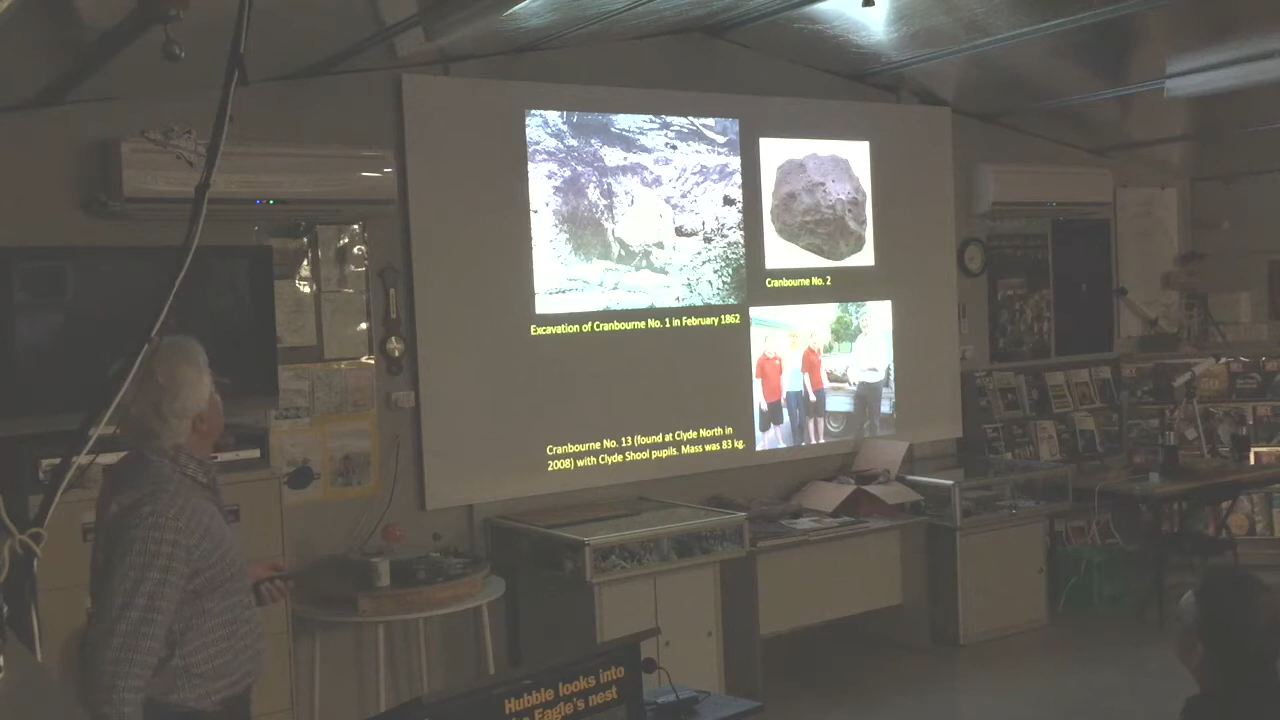 Excavation of Cranbourne No. 1 in February 1862
Cranbourne No. 2
Cranbourne No. 13 (found at Clyde North in
2008) with Clyde Shool pupils. Mass was 83 kg.
Hubble looks into
Eagle's nest